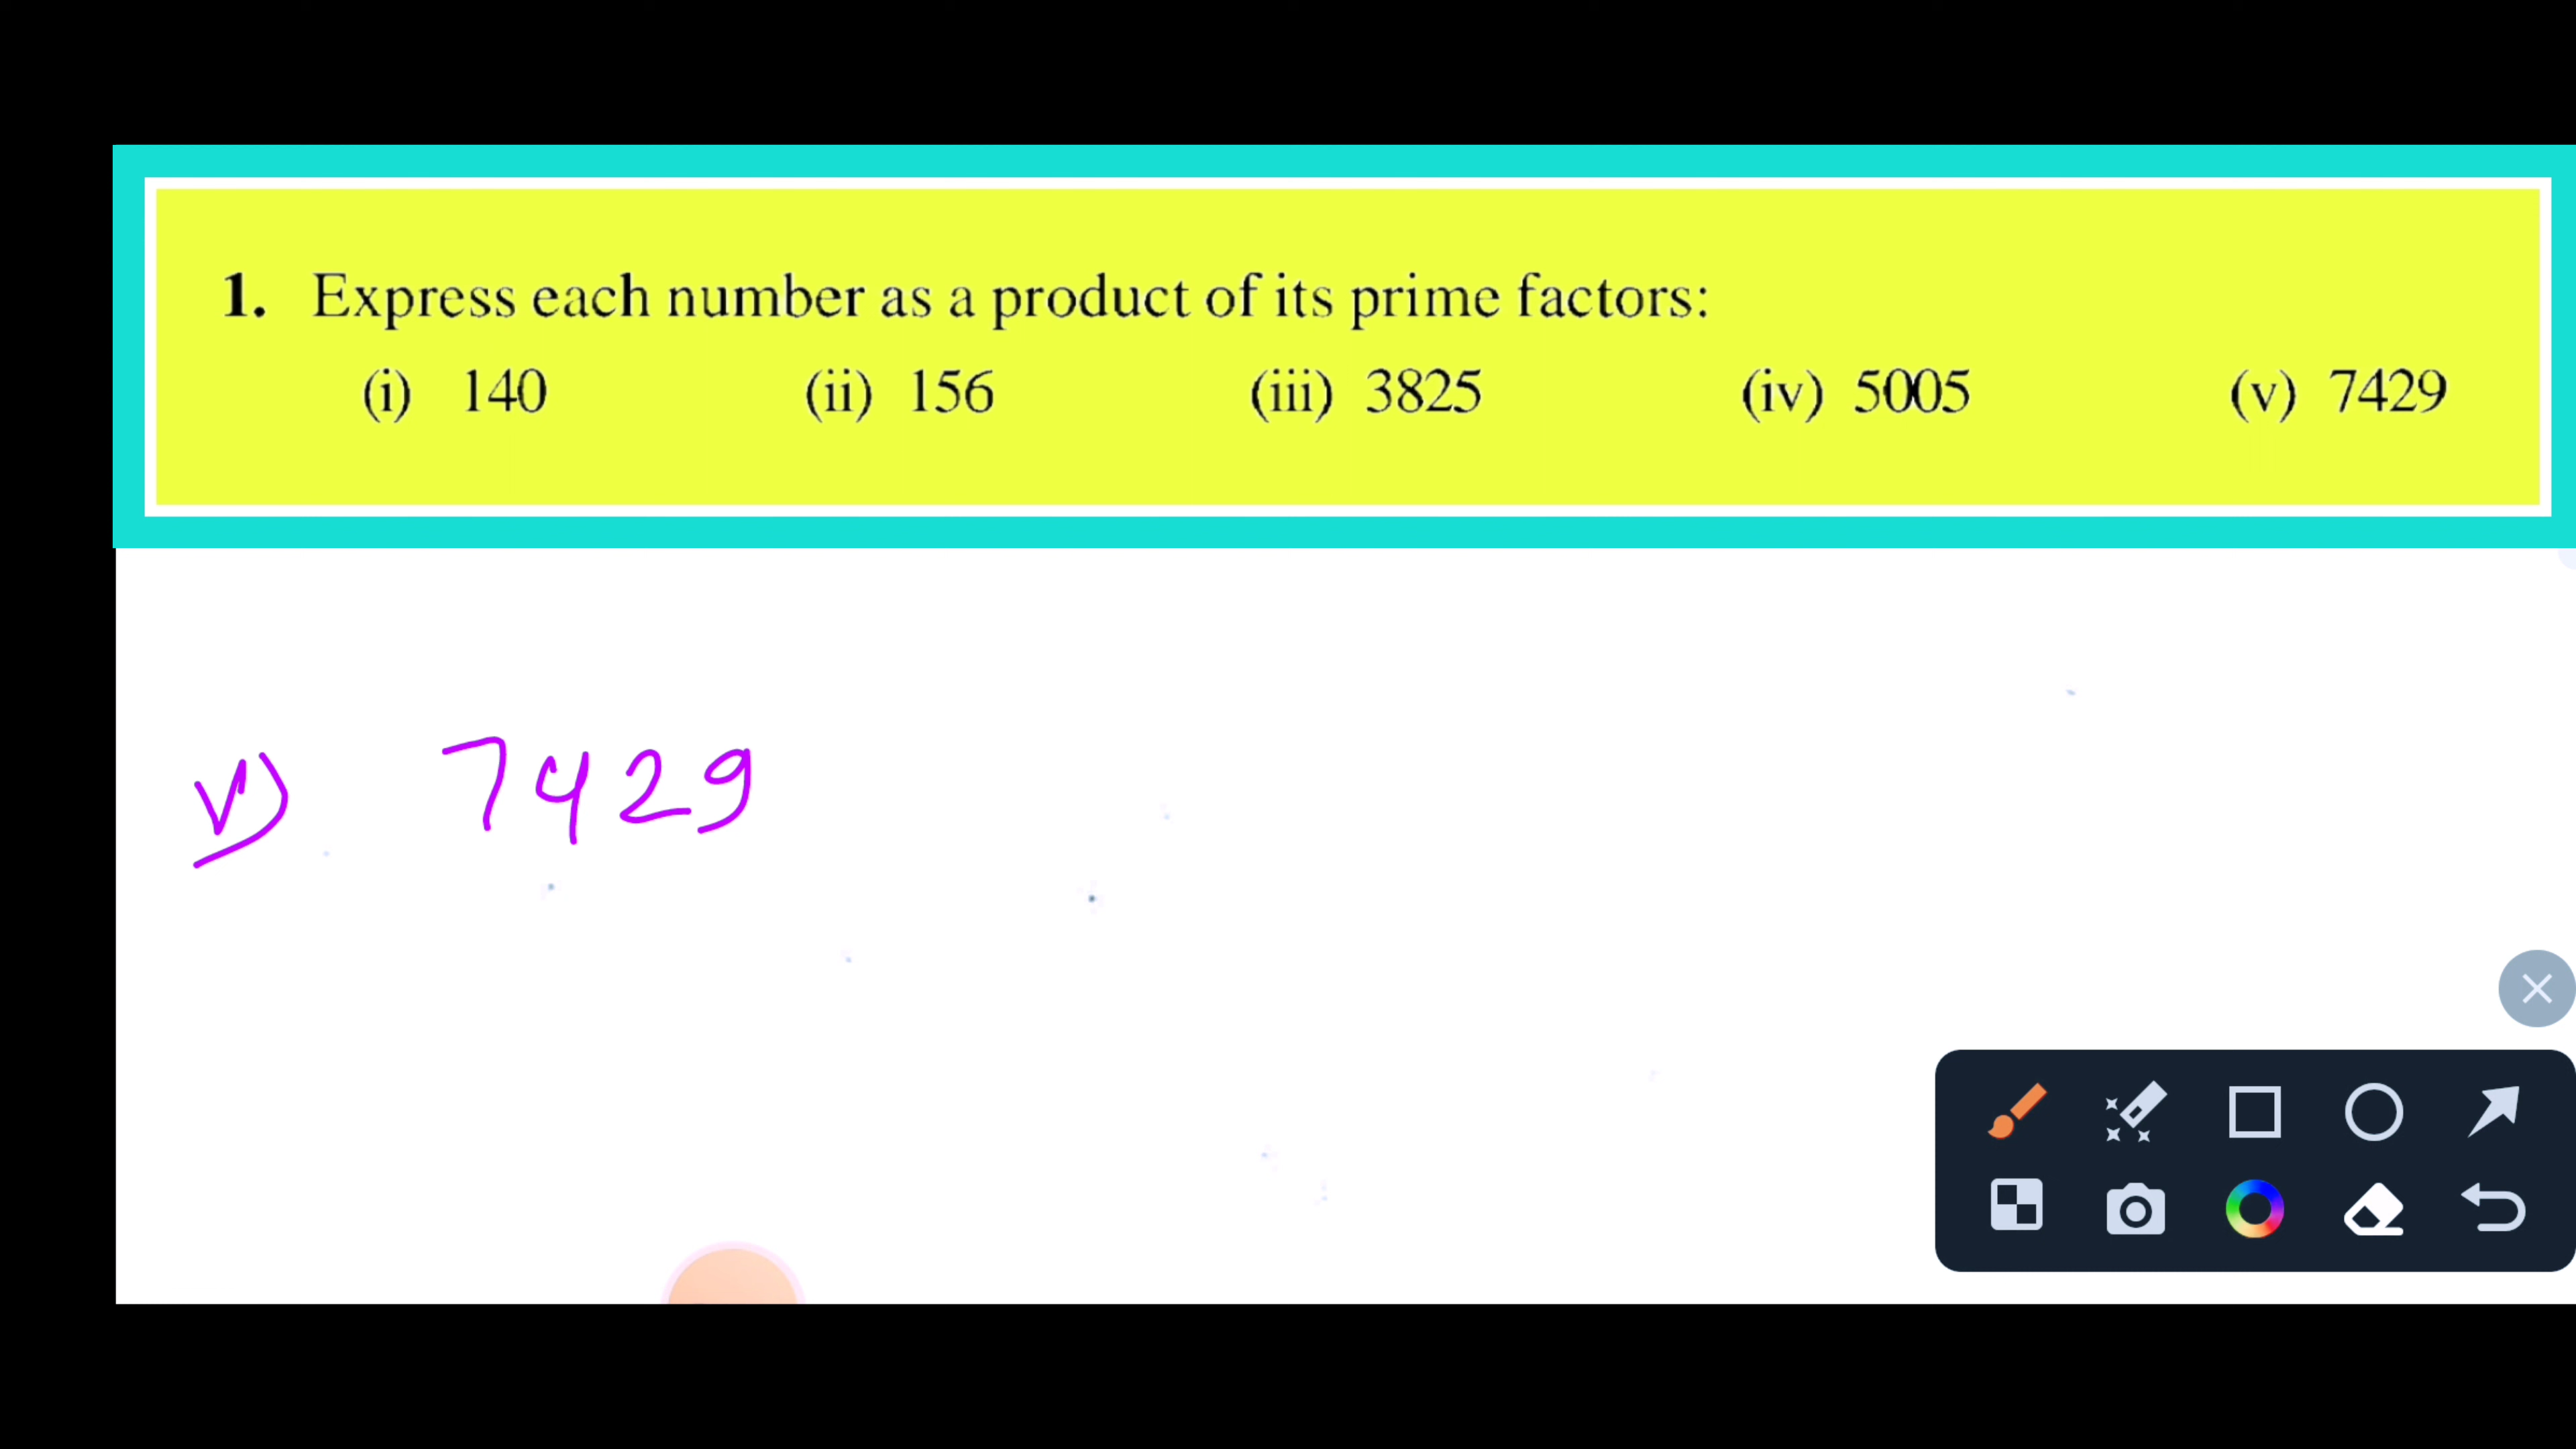 1. Express each number as a product of its prime factors:
(i) 140 (ii) 156 (iii) 3825 (iv) 5005 (v) 7429
v) 7429